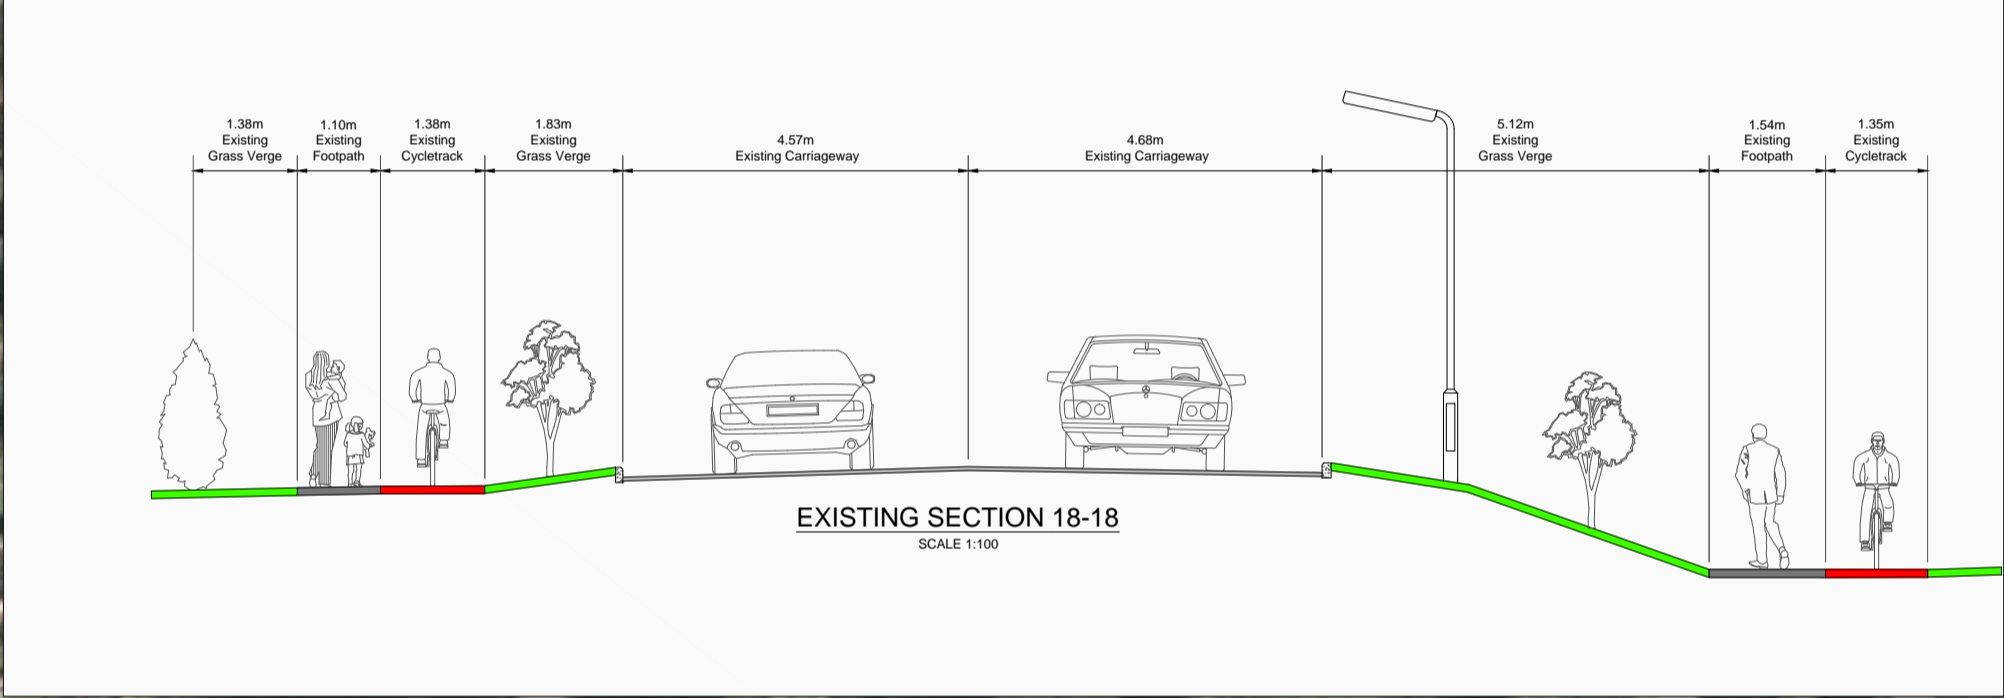 1.38m
Existing
Grass Verge
1.10m
Existing
Footpath
1.38m
Existing
Cycletrack
1.83m
Existing
Grass Verge
4.57m
Existing Carriageway
4.68m
Existing Carriageway
5.12m
Existing
Grass Verge
1.54m
Existing
Footpath
1.35m
Existing
Cycletrack
EXISTING SECTION 18-18
SCALE 1:100